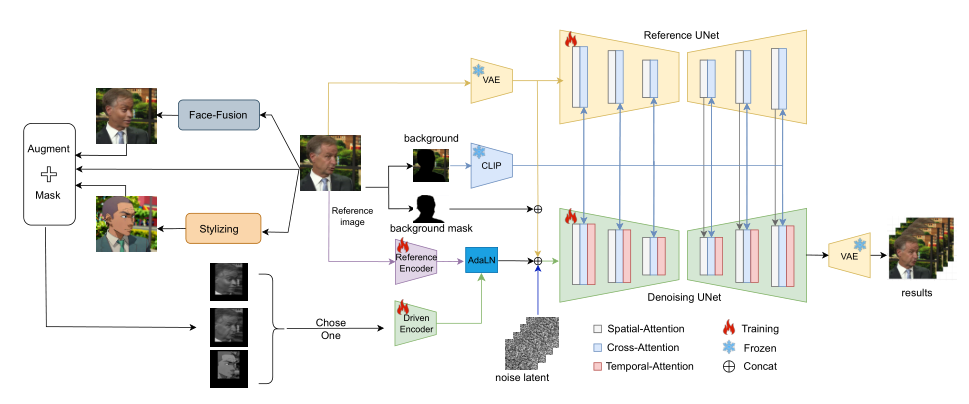 Reference UNet
VAE
Face-Fusion
background
CLIP
Augment
Mask
Reference
image
background mask
Stylizing
Reference
Encoder
AdaLN
VAE
results
Denoising UNet
Chose
One
Driven
Encoder
noise latent
Spatial-Attention
Training
Cross-Attention
Frozen
Temporal-Attention
Concat